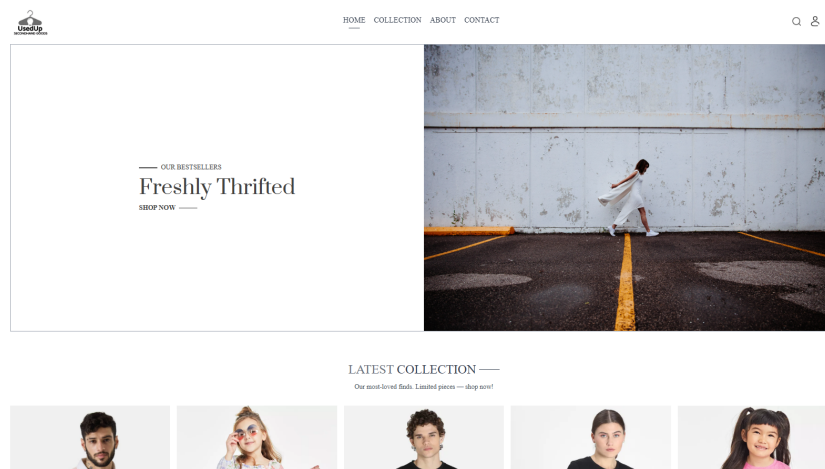 UsedUp
SECONDHAND GOODS
HOME COLLECTION ABOUT CONTACT
OUR BESTSELLERS
Freshly Thrifted
SHOP NOW
LATEST COLLECTION
Our most-loved finds. Limited pieces — shop now!